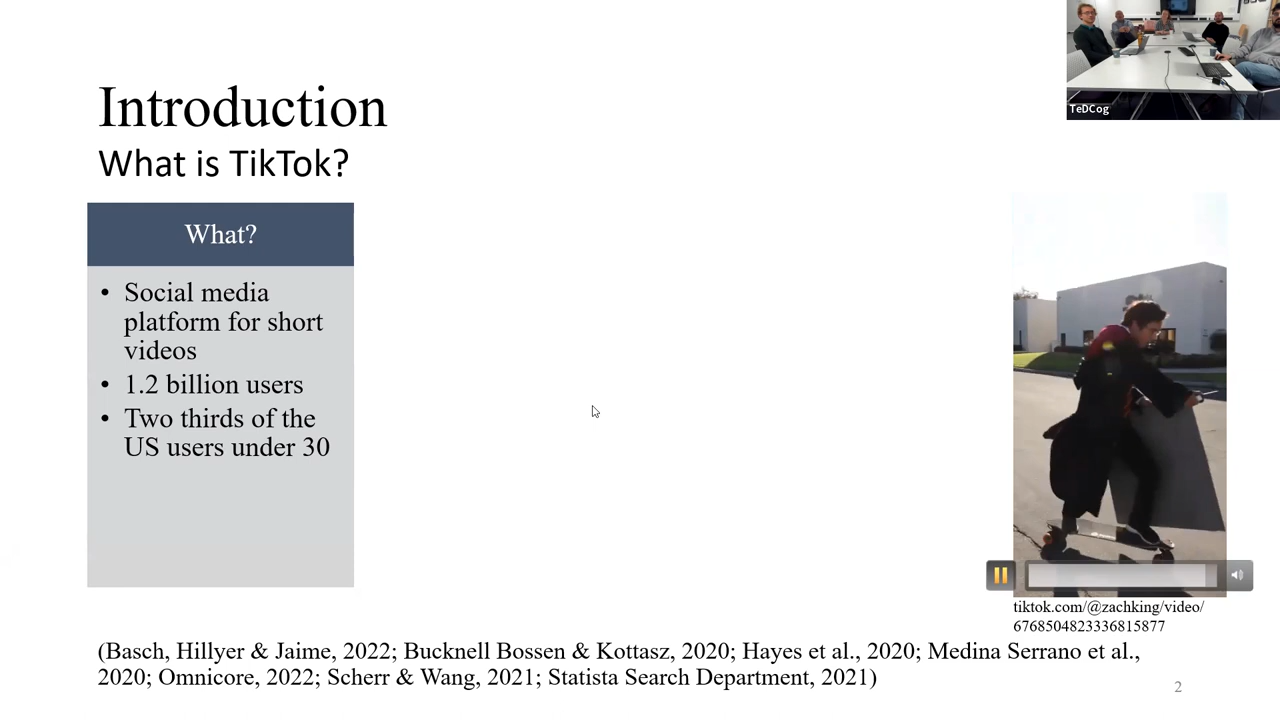 TeDCog
Introduction
What is TikTok?
What?
• Social media
platform for short
videos
• 1.2 billion users
• Two thirds of the
US users under 30
tiktok.com/@zachking/video/
6768504823336815877
(Basch, Hillyer & Jaime, 2022; Bucknell Bossen & Kottasz, 2020; Hayes et al., 2020; Medina Serrano et al.,
2020; Omnicore, 2022; Scherr & Wang, 2021; Statista Search Department, 2021)
2